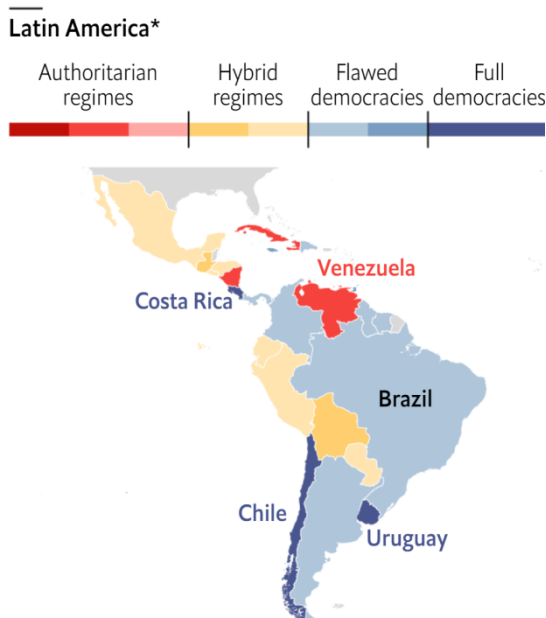 Latin America*
Authoritarian regimes
Hybrid regimes
Flawed democracies
Full democracies
Venezuela
Costa Rica
Brazil
Chile
Uruguay